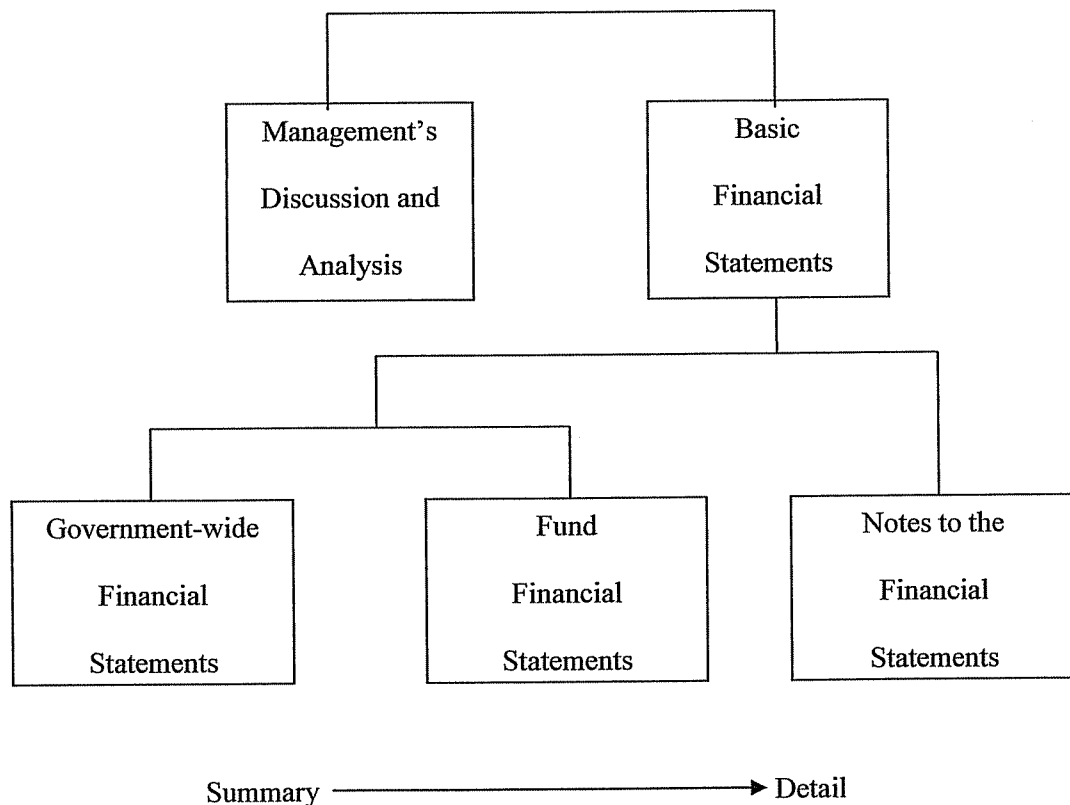 Management’s
Discussion and
Analysis
Basic
Financial
Statements
Government-wide
Financial
Statements
Fund
Financial
Statements
Notes to the
Financial
Statements
Summary
Detail